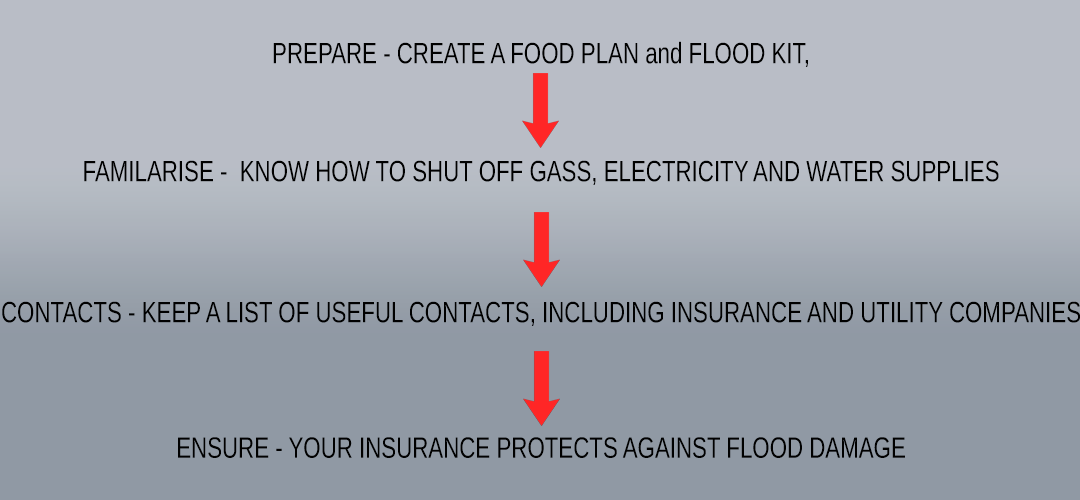 PREPARE - CREATE A FOOD PLAN and FLOOD KIT,
FAMILARISE - KNOW HOW TO SHUT OFF GASS, ELECTRICITY AND WATER SUPPLIES
CONTACTS - KEEP A LIST OF USEFUL CONTACTS, INCLUDING INSURANCE AND UTILITY COMPANIES
ENSURE - YOUR INSURANCE PROTECTS AGAINST FLOOD DAMAGE